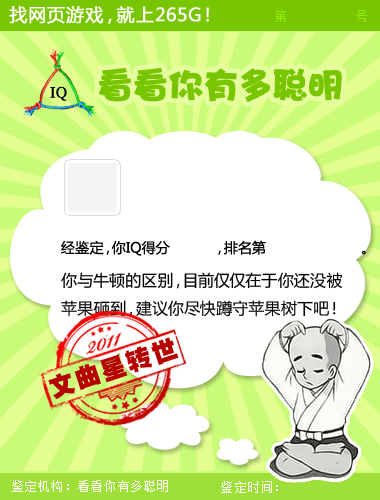 找网页游戏，就上265G！
第 号
IQ
看看你有多聪明
经鉴定，你IQ得分 ，排名第 。
你与牛顿的区别，目前仅仅在于你还没被
苹果砸到，建议你尽快蹲守苹果树下吧！
2011
文曲星转世
鉴定机构：看看你有多聪明
鉴定时间：